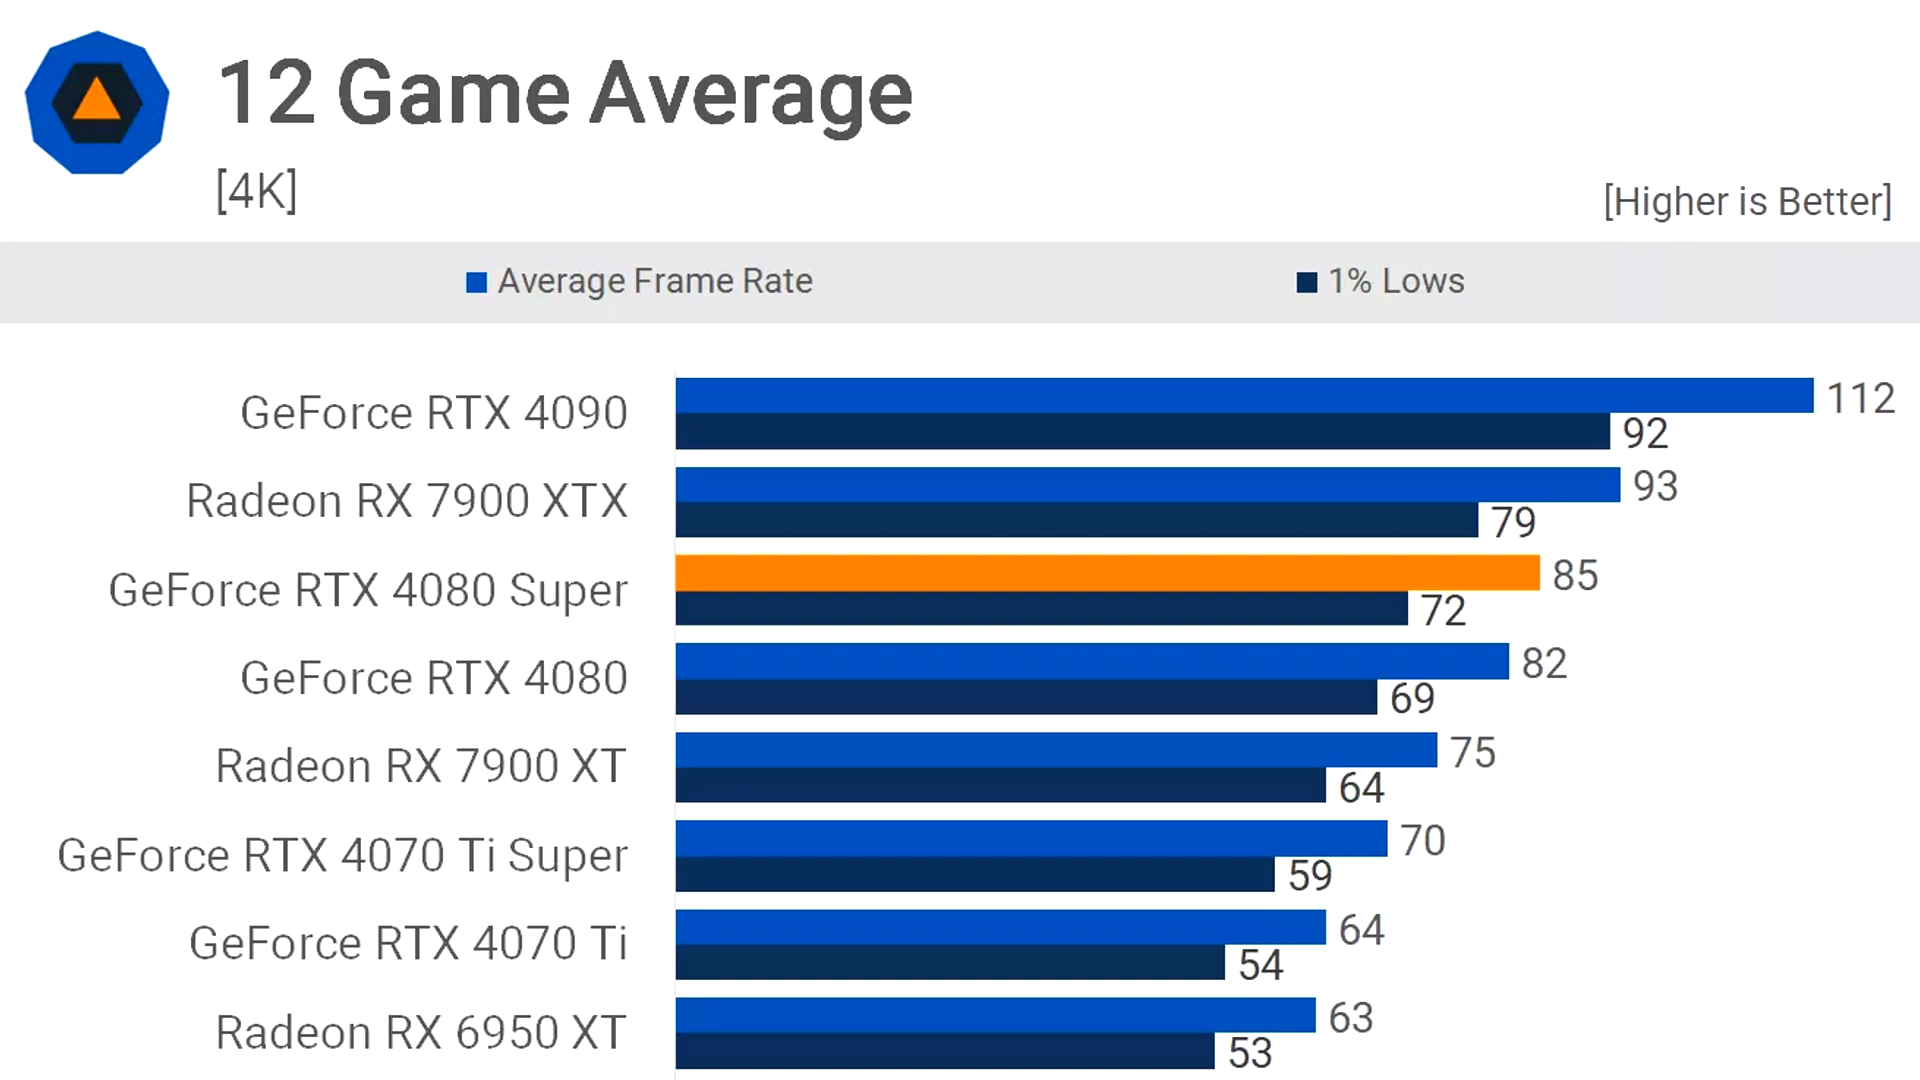 12 Game Average
[4K]
[Higher is Better]
Average Frame Rate 1% Lows
GeForce RTX 4090 112
92
Radeon RX 7900 XTX 93
79
GeForce RTX 4080 Super 85
72
GeForce RTX 4080 82
69
Radeon RX 7900 XT 75
64
GeForce RTX 4070 Ti Super 70
59
GeForce RTX 4070 Ti 64
54
Radeon RX 6950 XT 63
53